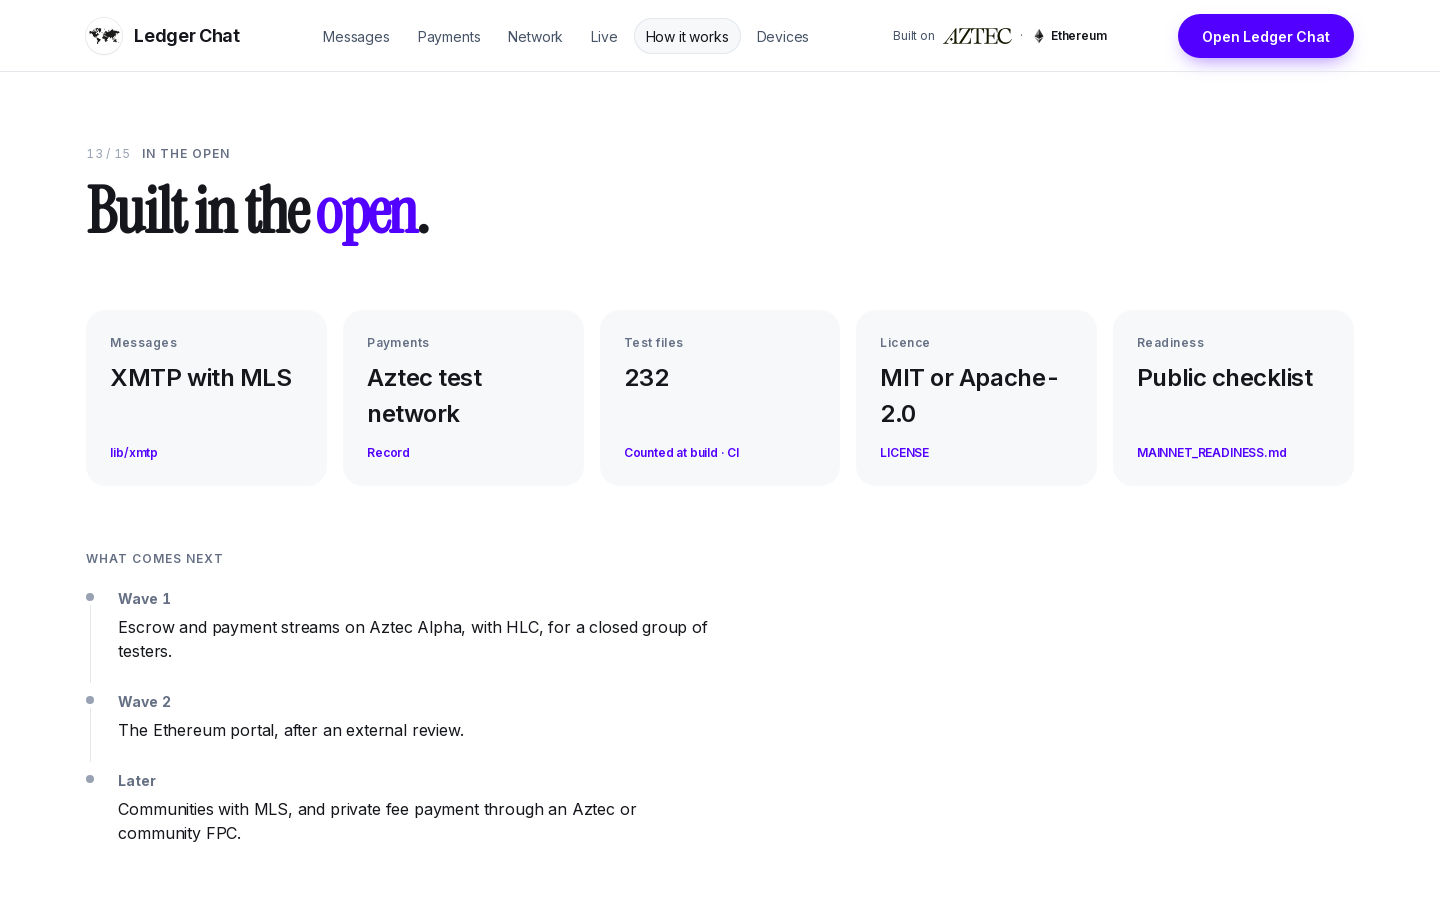 Ledger Chat
Messages
Payments
Network
Live
How it works
Devices
Built on AZTEC · Ethereum
Open Ledger Chat
13 / 15 IN THE OPEN
Built in the open.
Messages
XMTP with MLS
lib/xmtp
Payments
Aztec test
network
Record
Test files
232
Counted at build · CI
Licence
MIT or Apache-
2.0
LICENSE
Readiness
Public checklist
MAINNET_READINESS.md
WHAT COMES NEXT
Wave 1
Escrow and payment streams on Aztec Alpha, with HLC, for a closed group of
testers.
Wave 2
The Ethereum portal, after an external review.
Later
Communities with MLS, and private fee payment through an Aztec or
community FPC.